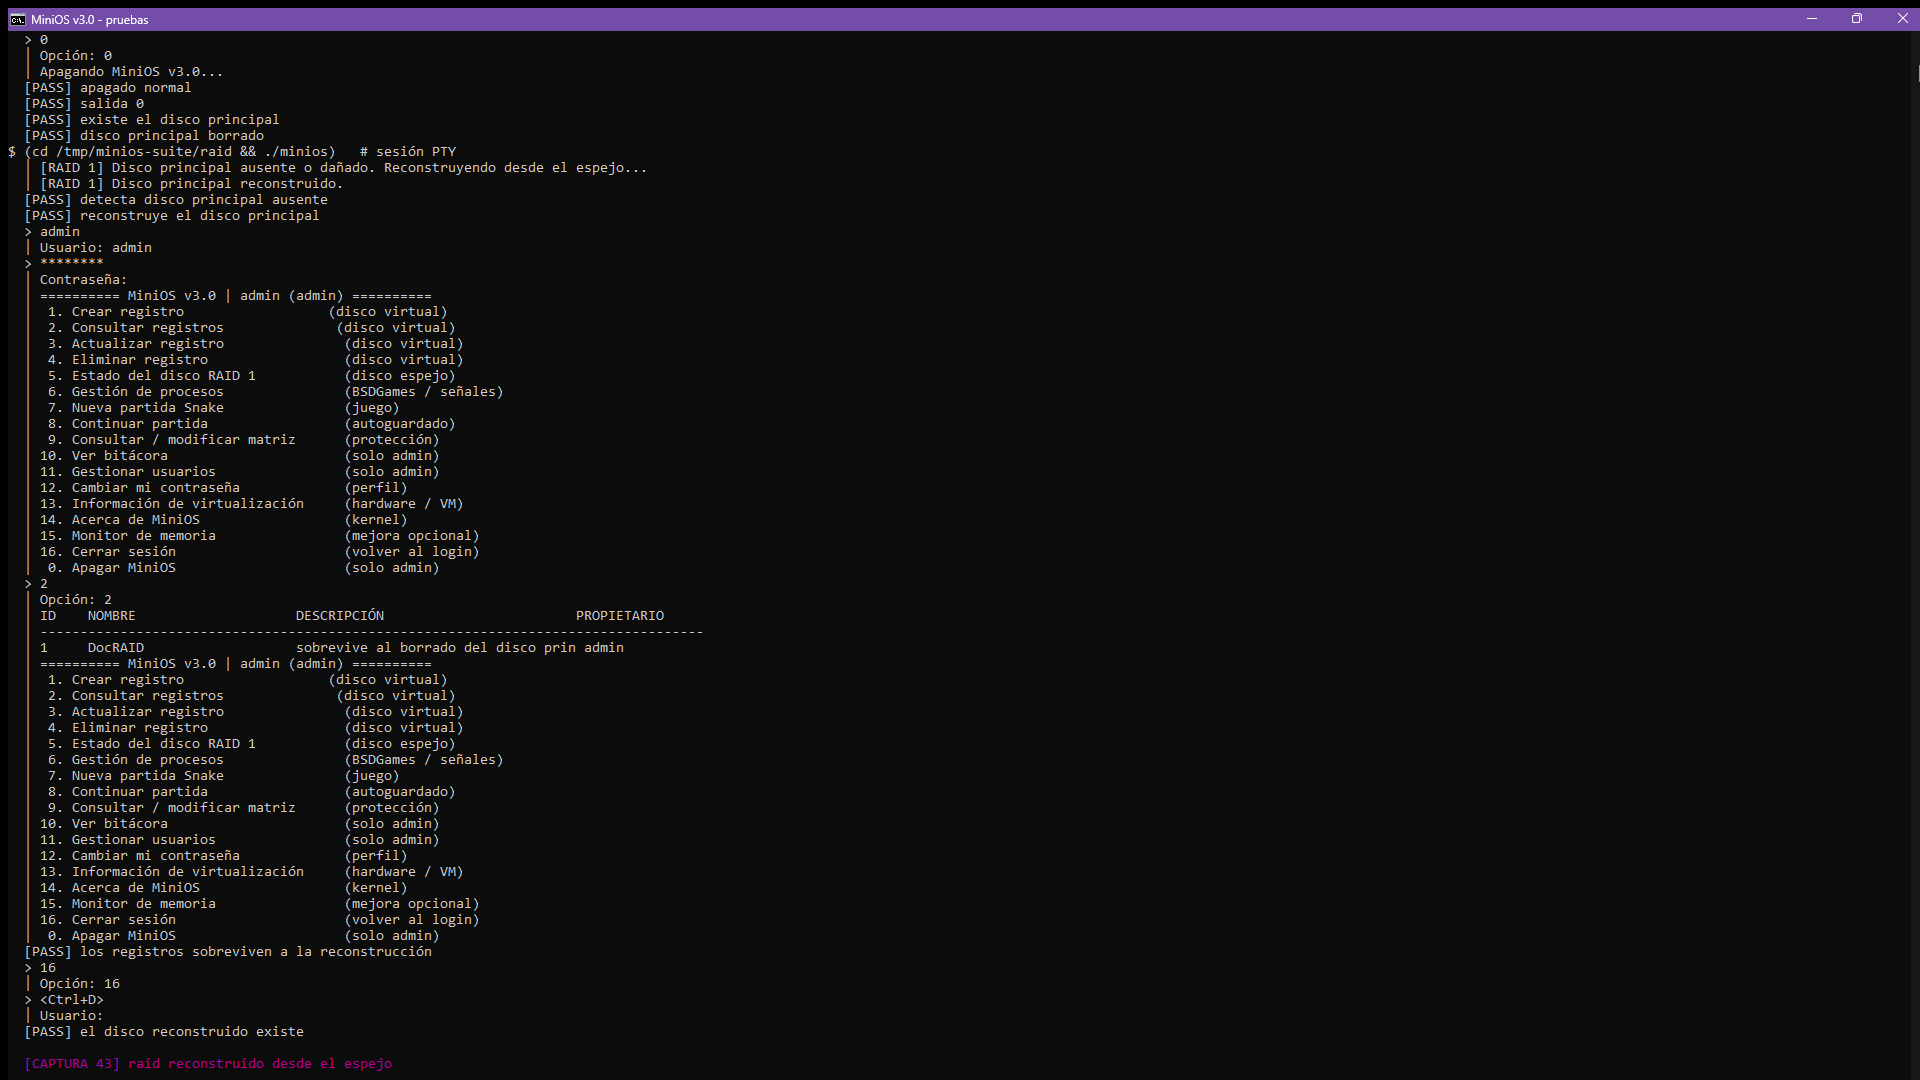 MiniOS v3.0 - pruebas
> 0
| Opción: 0
| Apagando MiniOS v3.0...
[PASS] apagado normal
[PASS] salida 0
[PASS] existe el disco principal
[PASS] disco principal borrado
$ (cd /tmp/minios-suite/raid && ./minios)   # sesión PTY
| [RAID 1] Disco principal ausente o dañado. Reconstruyendo desde el espejo...
| [RAID 1] Disco principal reconstruido.
[PASS] detecta disco principal ausente
[PASS] reconstruye el disco principal
> admin
| Usuario: admin
> ********
| Contraseña:
| ========== MiniOS v3.0 | admin (admin) ==========
|  1. Crear registro                  (disco virtual)
|  2. Consultar registros              (disco virtual)
|  3. Actualizar registro               (disco virtual)
|  4. Eliminar registro                 (disco virtual)
|  5. Estado del disco RAID 1           (disco espejo)
|  6. Gestión de procesos               (BSDGames / señales)
|  7. Nueva partida Snake               (juego)
|  8. Continuar partida                 (autoguardado)
|  9. Consultar / modificar matriz      (protección)
| 10. Ver bitácora                      (solo admin)
| 11. Gestionar usuarios                (solo admin)
| 12. Cambiar mi contraseña             (perfil)
| 13. Información de virtualización     (hardware / VM)
| 14. Acerca de MiniOS                  (kernel)
| 15. Monitor de memoria                (mejora opcional)
| 16. Cerrar sesión                     (volver al login)
|  0. Apagar MiniOS                     (solo admin)
> 2
| Opción: 2
| ID    NOMBRE                    DESCRIPCIÓN                        PROPIETARIO
| -----------------------------------------------------------------------------------
| 1     DocRAID                   sobrevive al borrado del disco prin admin
| ========== MiniOS v3.0 | admin (admin) ==========
|  1. Crear registro                  (disco virtual)
|  2. Consultar registros              (disco virtual)
|  3. Actualizar registro               (disco virtual)
|  4. Eliminar registro                 (disco virtual)
|  5. Estado del disco RAID 1           (disco espejo)
|  6. Gestión de procesos               (BSDGames / señales)
|  7. Nueva partida Snake               (juego)
|  8. Continuar partida                 (autoguardado)
|  9. Consultar / modificar matriz      (protección)
| 10. Ver bitácora                      (solo admin)
| 11. Gestionar usuarios                (solo admin)
| 12. Cambiar mi contraseña             (perfil)
| 13. Información de virtualización     (hardware / VM)
| 14. Acerca de MiniOS                  (kernel)
| 15. Monitor de memoria                (mejora opcional)
| 16. Cerrar sesión                     (volver al login)
|  0. Apagar MiniOS                     (solo admin)
[PASS] los registros sobreviven a la reconstrucción
> 16
| Opción: 16
> <Ctrl+D>
| Usuario:
[PASS] el disco reconstruido existe
[CAPTURA 43] raid reconstruido desde el espejo